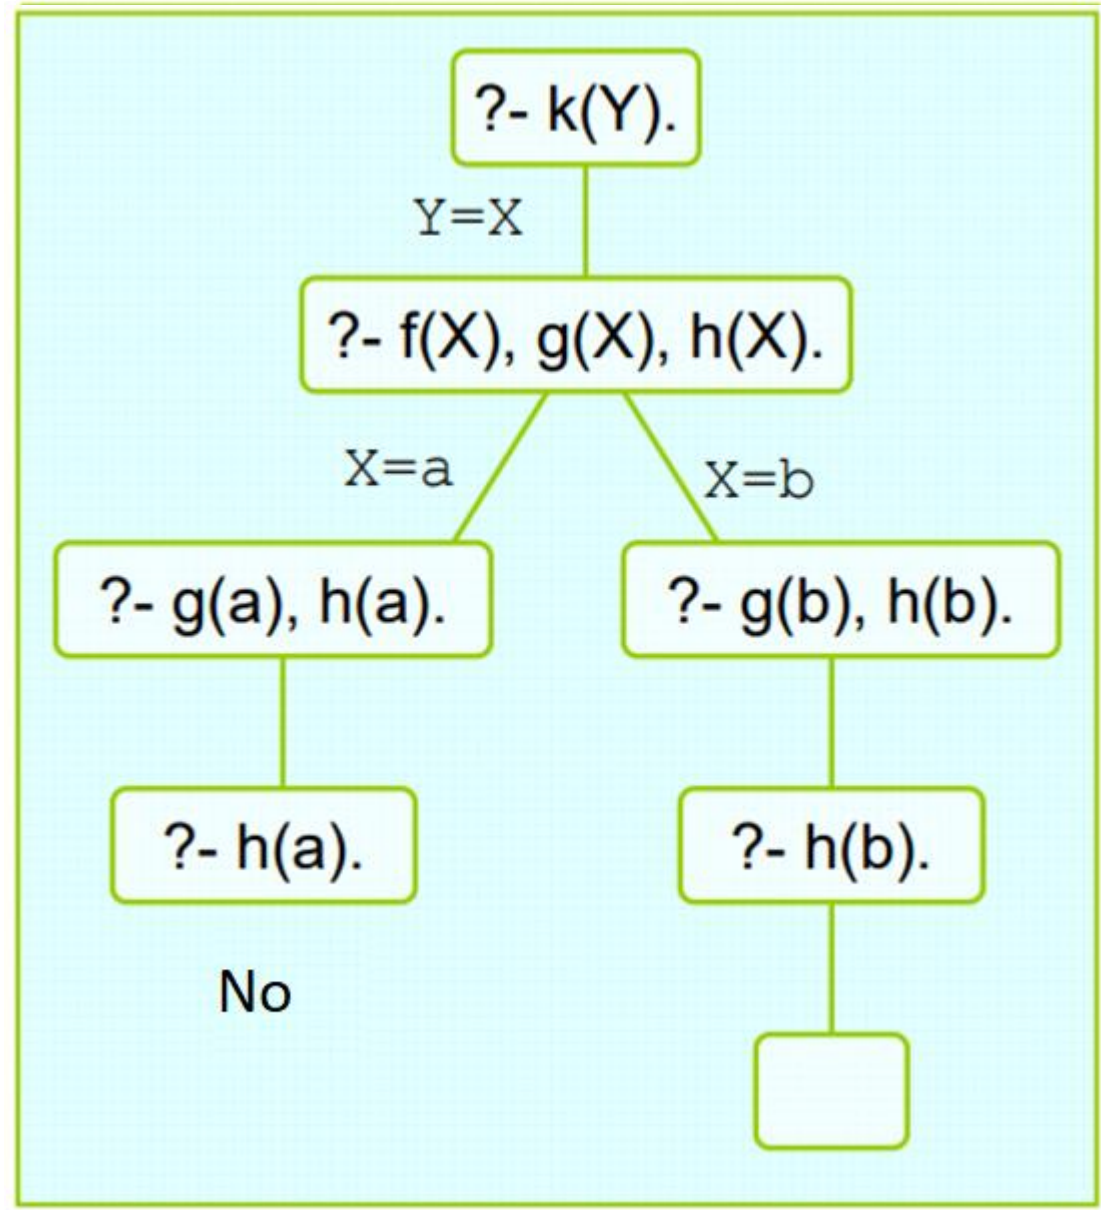 ?- k(Y).
Y=X
?- f(X), g(X), h(X).
X=a
X=b
?- g(a), h(a).
?- g(b), h(b).
?- h(a).
?- h(b).
No